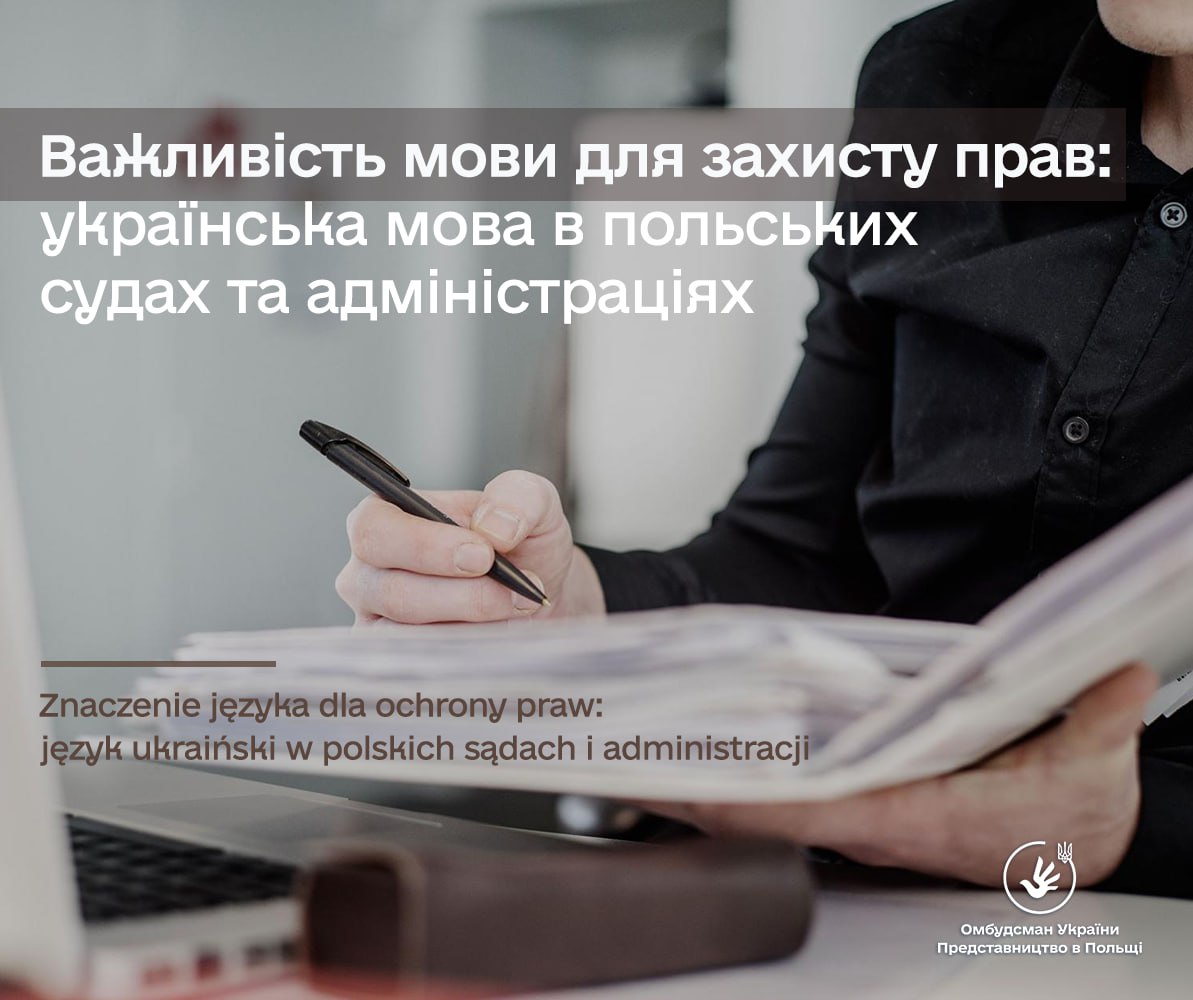 Важливість мови для захисту прав:
українська мова в польських
судах та адміністраціях
Znaczenie języka dla ochrony praw:
język ukraiński w polskich sądach i administracji
Омбудсман України
Представництво в Польщі